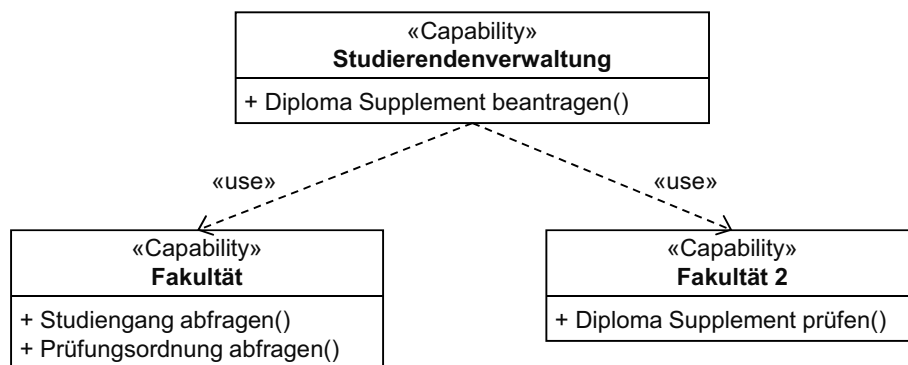 «Capability»
Studierendenverwaltung
+ Diploma Supplement beantragen()
«use»
«use»
«Capability»
Fakultät
+ Studiengang abfragen()
+ Prüfungsordnung abfragen()
«Capability»
Fakultät 2
+ Diploma Supplement prüfen()